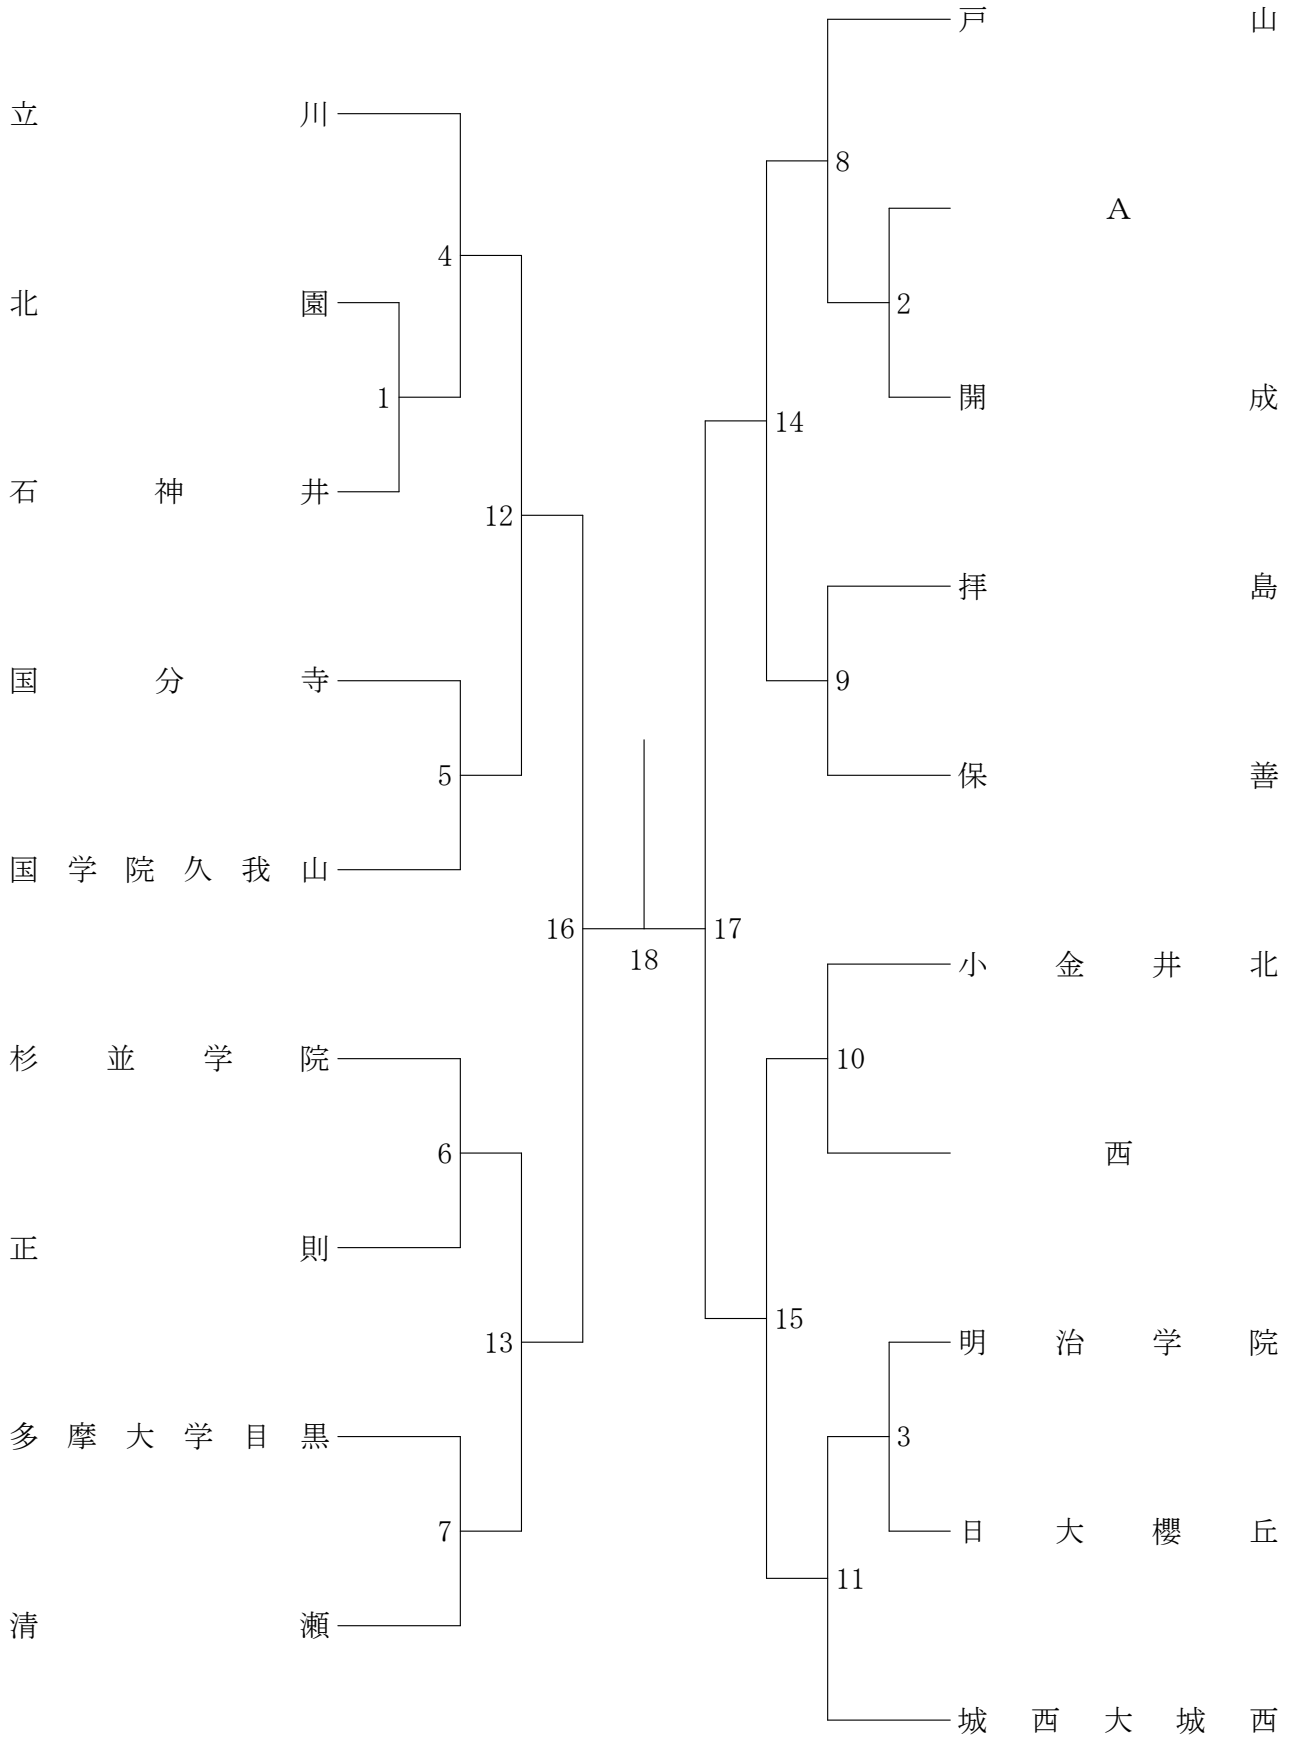 戸山
立川
8
A
4
北園
2
1
開成
14
石神井
12
拝島
国分寺
9
5
保善
国学院久我山
16
17
18
小金井北
杉並学院
10
6
西
正則
15
13
明治学院
多摩大学目黒
3
7
日大櫻丘
11
清瀬
城西大城西